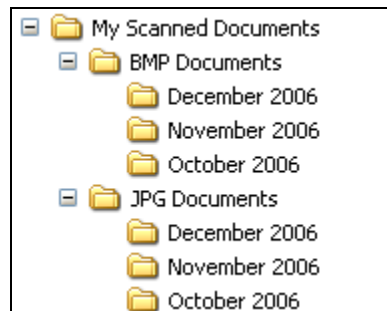 My Scanned Documents
BMP Documents
December 2006
November 2006
October 2006
JPG Documents
December 2006
November 2006
October 2006